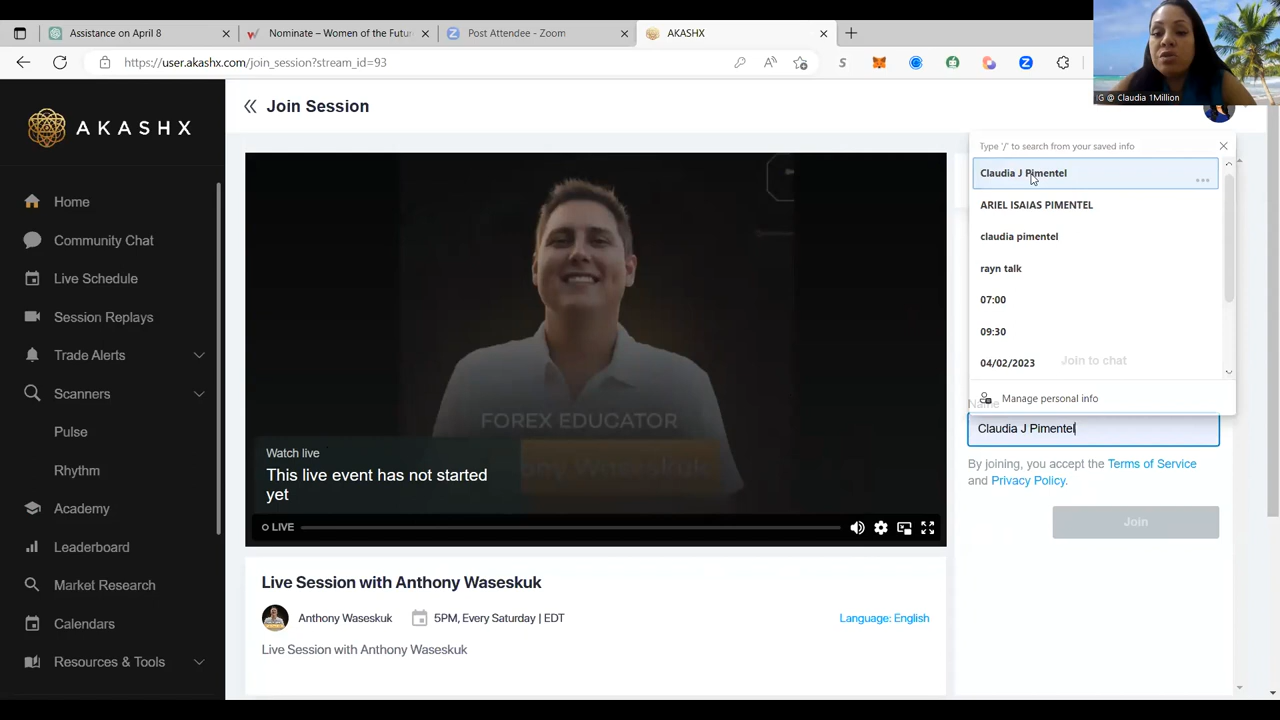 Assistance on April 8
Nominate – Women of the Futur
Post Attendee - Zoom
AKASHX
https://user.akashx.com/join_session?stream_id=93
IG @ Claudia 1Million
AKASHX
Join Session
Home
Community Chat
Live Schedule
Session Replays
Trade Alerts
Scanners
Pulse
Rhythm
Academy
Leaderboard
Market Research
Calendars
Resources & Tools
FOREX EDUCATOR
Anthony Waseskuk
Watch live
This live event has not started
yet
LIVE
Live Session with Anthony Waseskuk
Anthony Waseskuk
5PM, Every Saturday | EDT
Language: English
Live Session with Anthony Waseskuk
Type '/' to search from your saved info
Claudia J Pimentel
ARIEL ISAIAS PIMENTEL
claudia pimentel
rayn talk
07:00
09:30
04/02/2023
Join to chat
Manage personal info
Name
Claudia J Pimentel
By joining, you accept the Terms of Service
and Privacy Policy.
Join